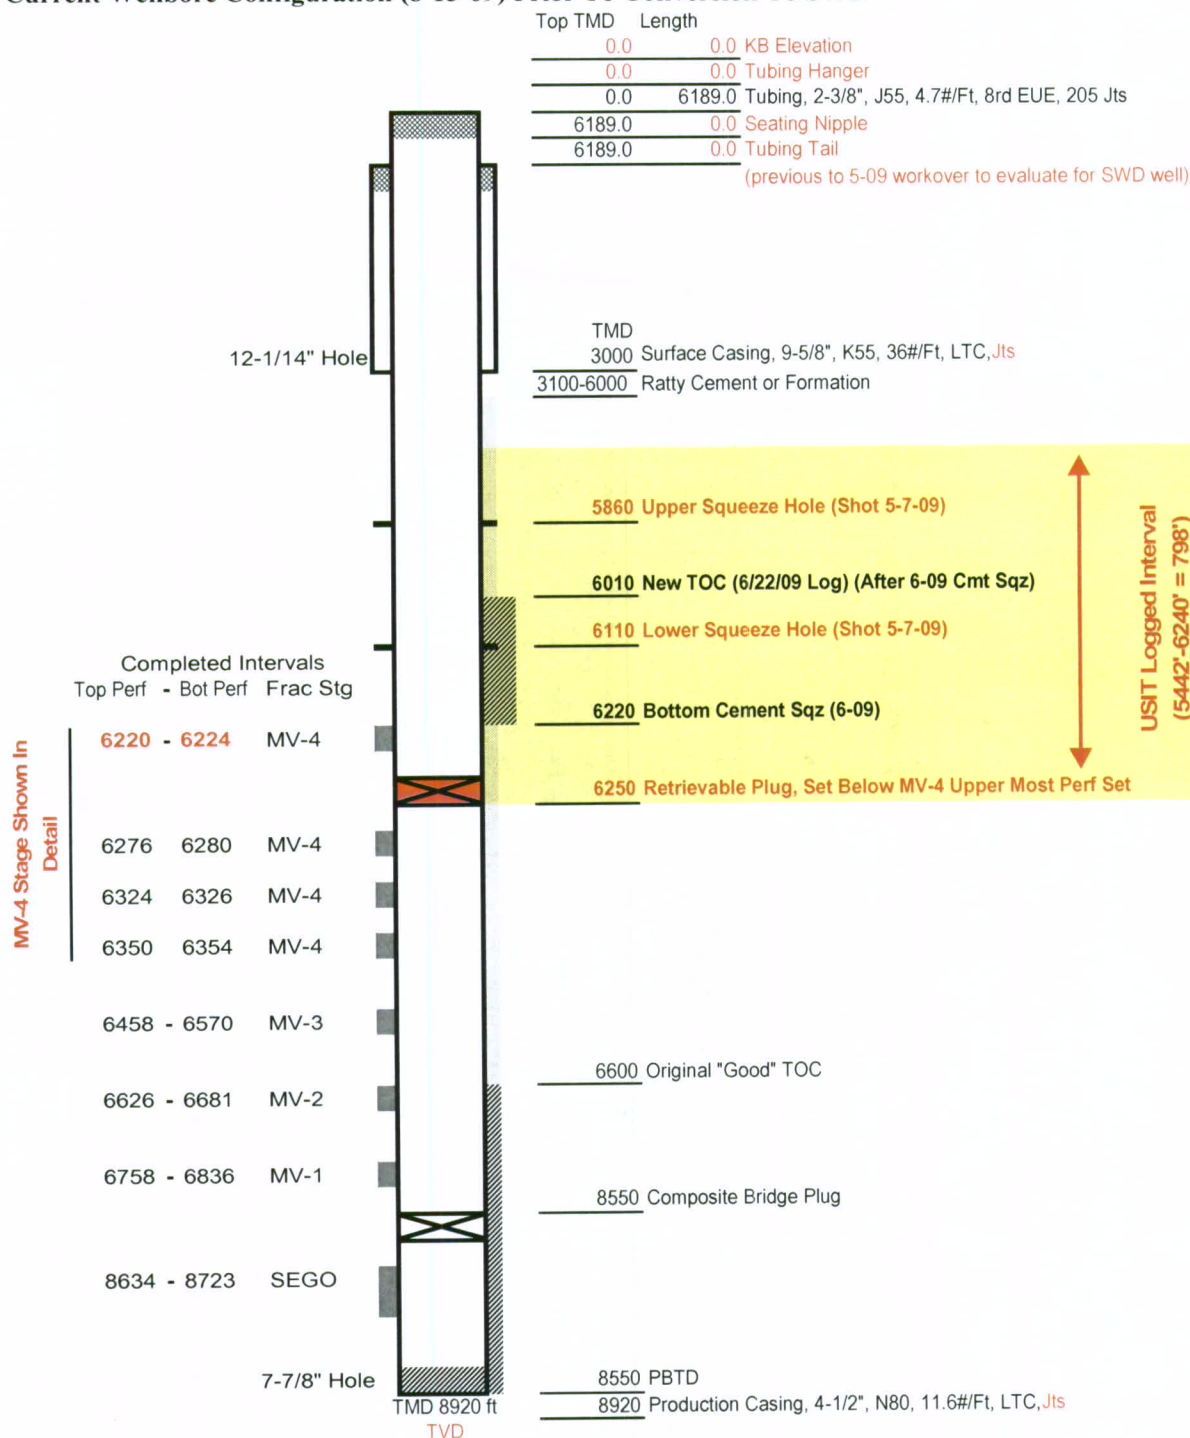 Top TMD Length
0.0 0.0 KB Elevation
0.0 0.0 Tubing Hanger
0.0 6189.0 Tubing, 2-3/8", J55, 4.7#/Ft, 8rd EUE, 205 Jts
6189.0 0.0 Seating Nipple
6189.0 0.0 Tubing Tail
(previous to 5-09 workover to evaluate for SWD well)
TMD
12-1/14" Hole
3000 Surface Casing, 9-5/8", K55, 36#/Ft, LTC,Jts
3100-6000 Ratty Cement or Formation
5860 Upper Squeeze Hole (Shot 5-7-09)
6010 New TOC (6/22/09 Log) (After 6-09 Cmt Sqz)
6110 Lower Squeeze Hole (Shot 5-7-09)
USIT Logged Interval
(5442'-6240' = 798')
Completed Intervals
Top Perf - Bot Perf Frac Stg
6220 Bottom Cement Sqz (6-09)
MV-4 Stage Shown In
Detail
6220 - 6224 MV-4
6250 Retrievable Plug, Set Below MV-4 Upper Most Perf Set
6276 6280 MV-4
6324 6326 MV-4
6350 6354 MV-4
6458 - 6570 MV-3
6600 Original "Good" TOC
6626 - 6681 MV-2
6758 - 6836 MV-1
8550 Composite Bridge Plug
8634 - 8723 SEGO
7-7/8" Hole
8550 PBTD
8920 Production Casing, 4-1/2", N80, 11.6#/Ft, LTC,Jts
TMD 8920 ft
TVD